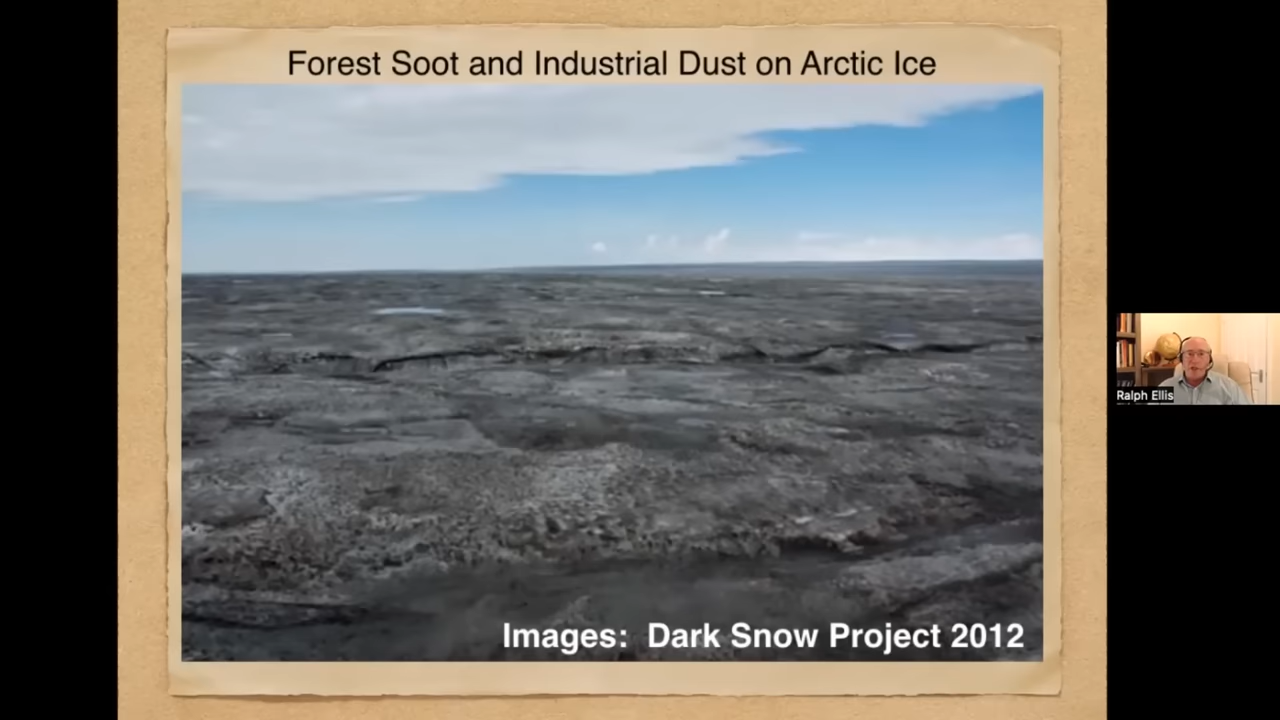 Forest Soot and Industrial Dust on Arctic Ice
Images: Dark Snow Project 2012
Ralph Ellis